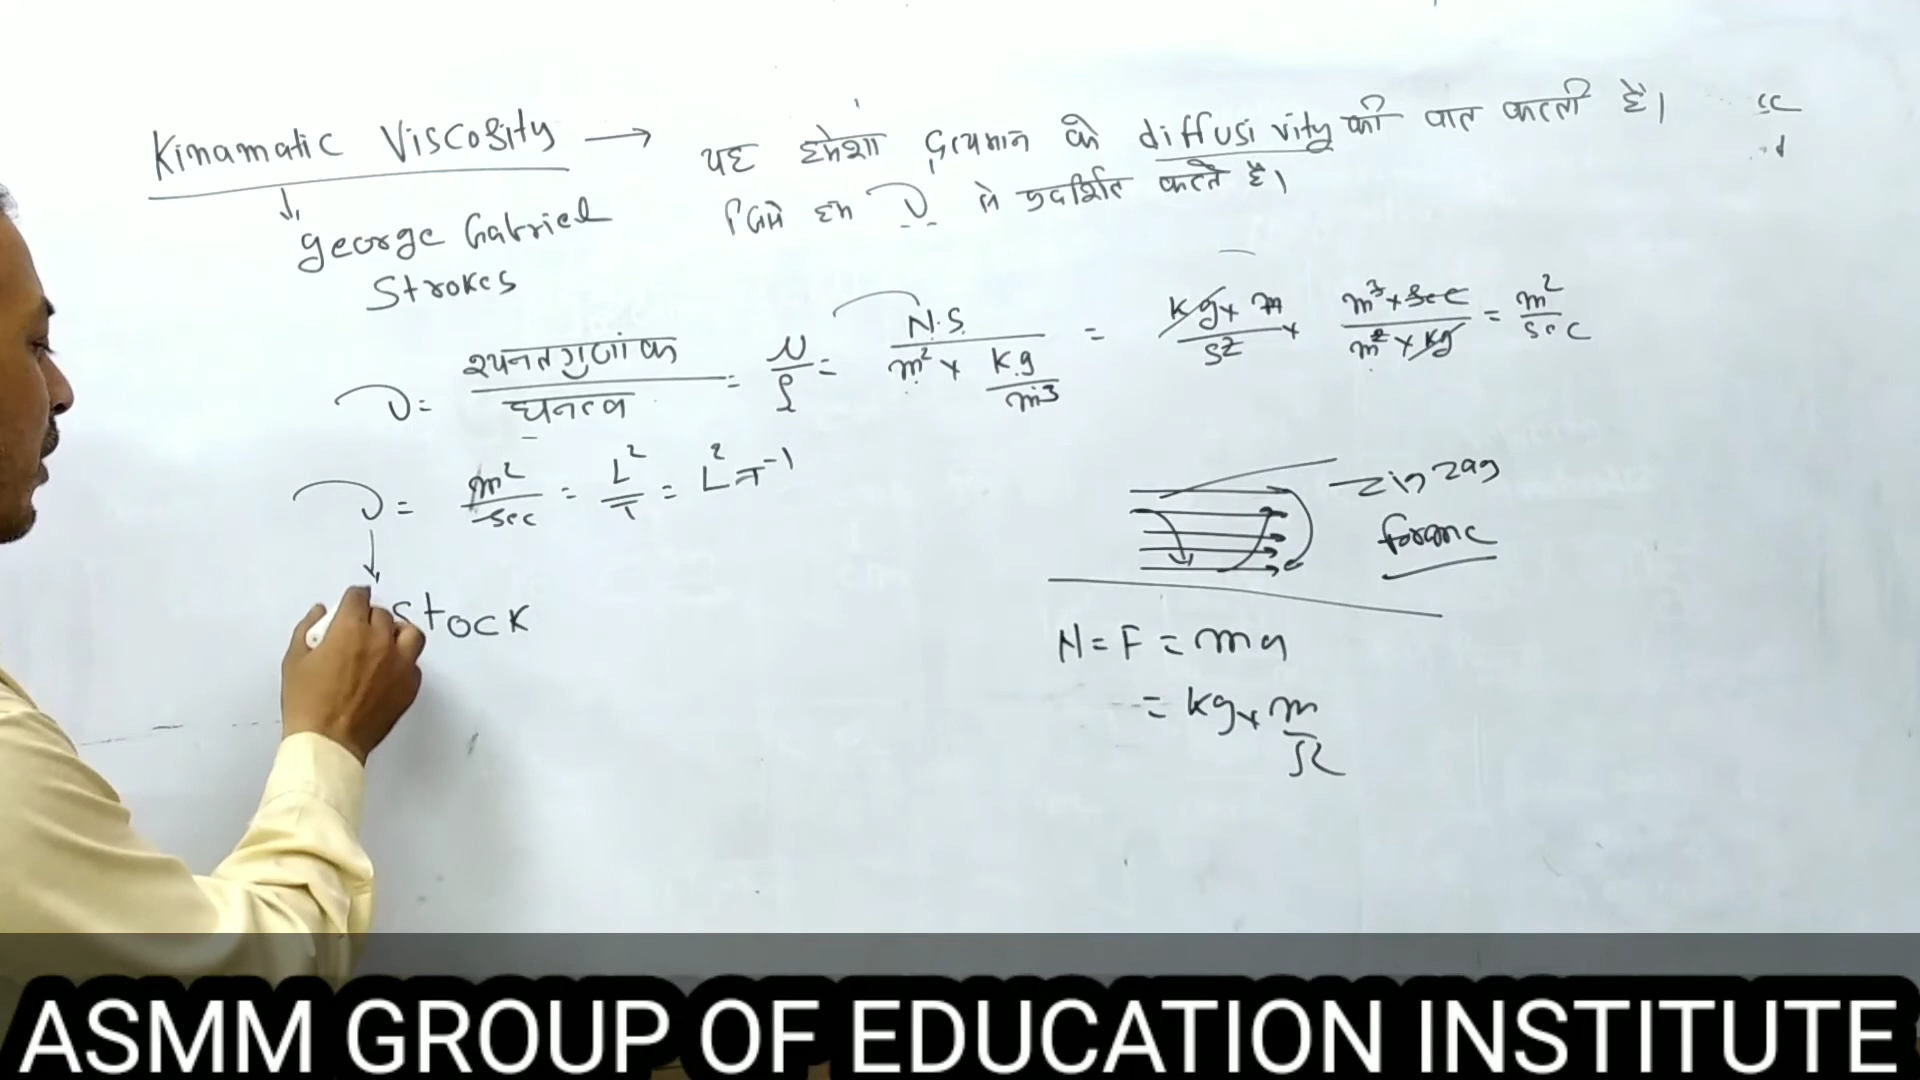 Kinamatic Viscosity → यह हमेशा द्रव्यमान की diffusivity की बात करती है।
जिसे हम ν से प्रदर्शित करते है।
George Gabriel
Strokes
ν = श्यनतगुणांक / घनत्व = μ/ρ = N.S. / m² × kg/m³ = kg × m / s² × m³ × sec / m² × kg = m²/sec
ν = m²/sec = L²/T = L²T⁻¹
zig zag
foramc
stock
N = F = ma
= kg × m/s²
ASMM GROUP OF EDUCATION INSTITUTE